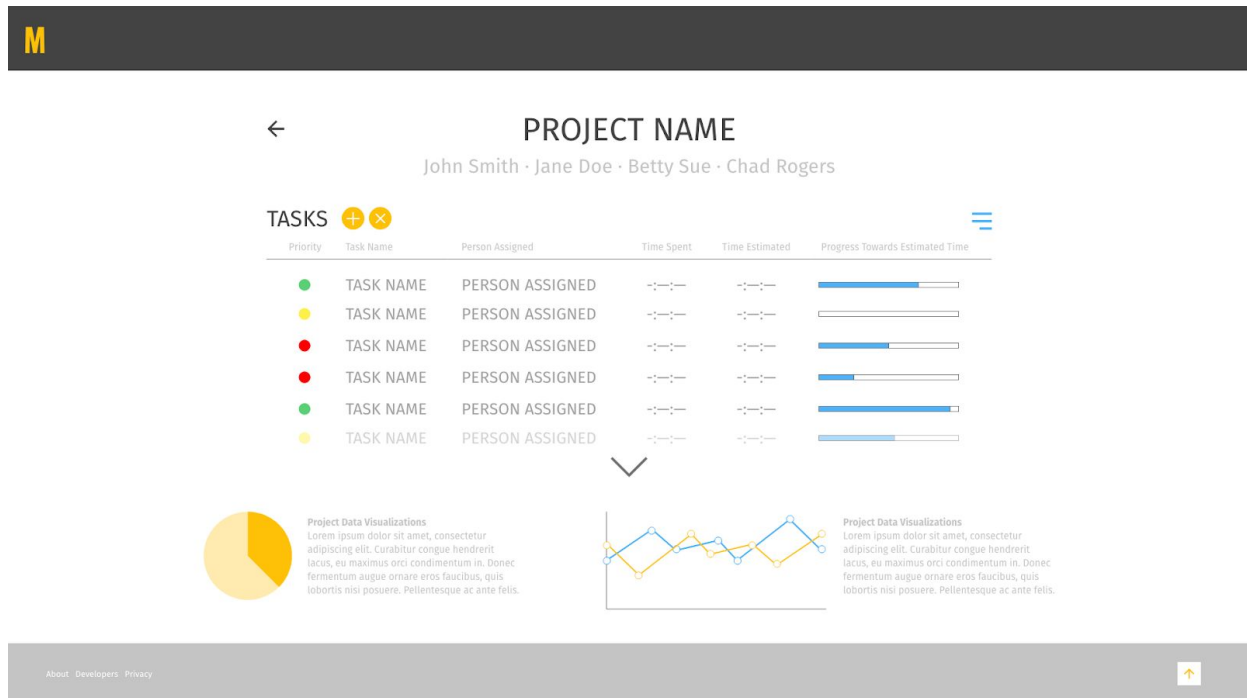 M
PROJECT NAME
John Smith · Jane Doe · Betty Sue · Chad Rogers
TASKS
Priority Task Name Person Assigned Time Spent Time Estimated Progress Towards Estimated Time
TASK NAME PERSON ASSIGNED -:—:— -:—:—
TASK NAME PERSON ASSIGNED -:—:— -:—:—
TASK NAME PERSON ASSIGNED -:—:— -:—:—
TASK NAME PERSON ASSIGNED -:—:— -:—:—
TASK NAME PERSON ASSIGNED -:—:— -:—:—
TASK NAME PERSON ASSIGNED -:—:— -:—:—
Project Data Visualizations
Lorem ipsum dolor sit amet, consectetur
adipiscing elit. Curabitur congue hendrerit
lacus, eu maximus orci condimentum in. Donec
fermentum augue ornare eros faucibus, quis
lobortis nisi posuere. Pellentesque ac ante felis.
Project Data Visualizations
Lorem ipsum dolor sit amet, consectetur
adipiscing elit. Curabitur congue hendrerit
lacus, eu maximus orci condimentum in. Donec
fermentum augue ornare eros faucibus, quis
lobortis nisi posuere. Pellentesque ac ante felis.
About Developers Privacy